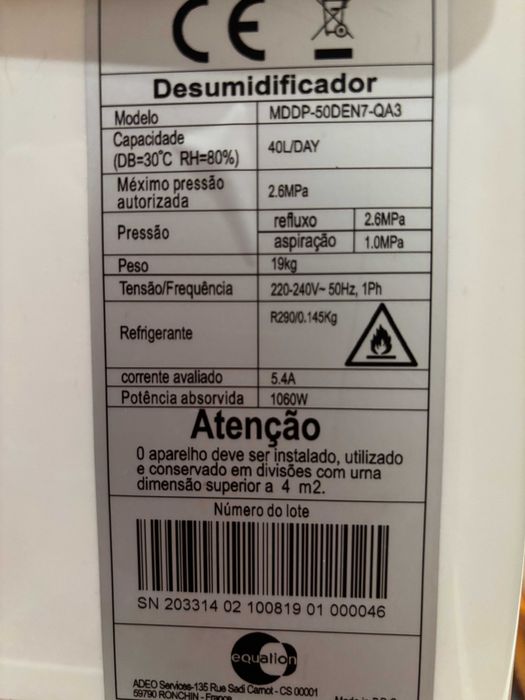 CE
Desumidificador
Modelo MDDP-50DEN7-QA3
Capacidade
(DB=30°C RH=80%) 40L/DAY
Máximo pressão
autorizada 2.6MPa
Pressão refluxo 2.6MPa
aspiração 1.0MPa
Peso 19kg
Tensão/Frequência 220-240V~ 50Hz, 1Ph
Refrigerante R290/0.145Kg
corrente avaliado 5.4A
Potência absorvida 1060W
Atenção
O aparelho deve ser instalado, utilizado
e conservado em divisões com uma
dimensão superior a 4 m2.
Número do lote
SN 203314 02 100819 01 000046
equation
ADEO Services-135 Rue Sadi Carnot - CS 00001
59790 RONCHIN - France
Made in